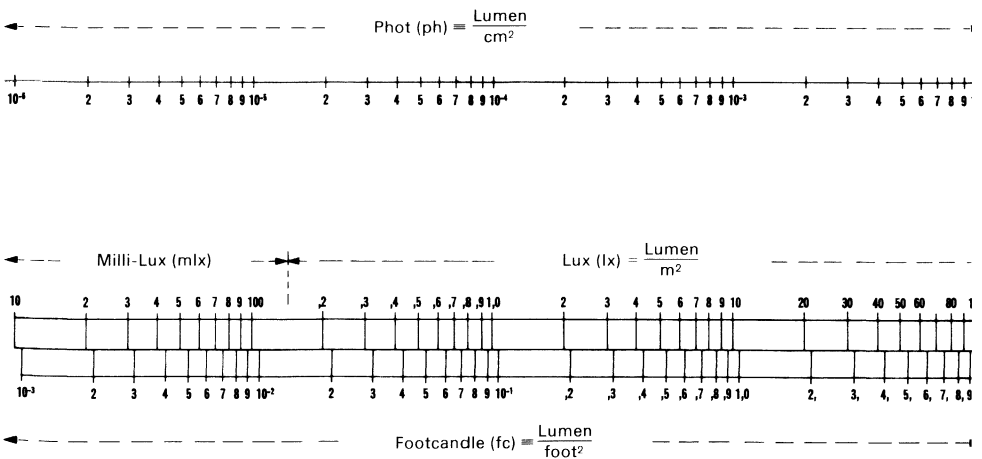 Phot (ph) ≡ Lumen
cm²
10⁻⁶ 2 3 4 5 6 7 8 9 10⁻⁵ 2 3 4 5 6 7 8 9 10⁻⁴ 2 3 4 5 6 7 8 9 10⁻³ 2 3 4 5 6 7 8 9
Milli-Lux (mlx) Lux (lx) = Lumen
m²
10 2 3 4 5 6 7 8 9 100 ,2 ,3 ,4 ,5 ,6 ,7 ,8 ,9 1,0 2 3 4 5 6 7 8 9 10 20 30 40 50 60 80 1
10⁻³ 2 3 4 5 6 7 8 9 10⁻² 2 3 4 5 6 7 8 9 10⁻¹ ,2 ,3 ,4 ,5 ,6 ,7 ,8 ,9 1,0 2, 3, 4, 5, 6, 7, 8, 9
Footcandle (fc) ≡ Lumen
foot²